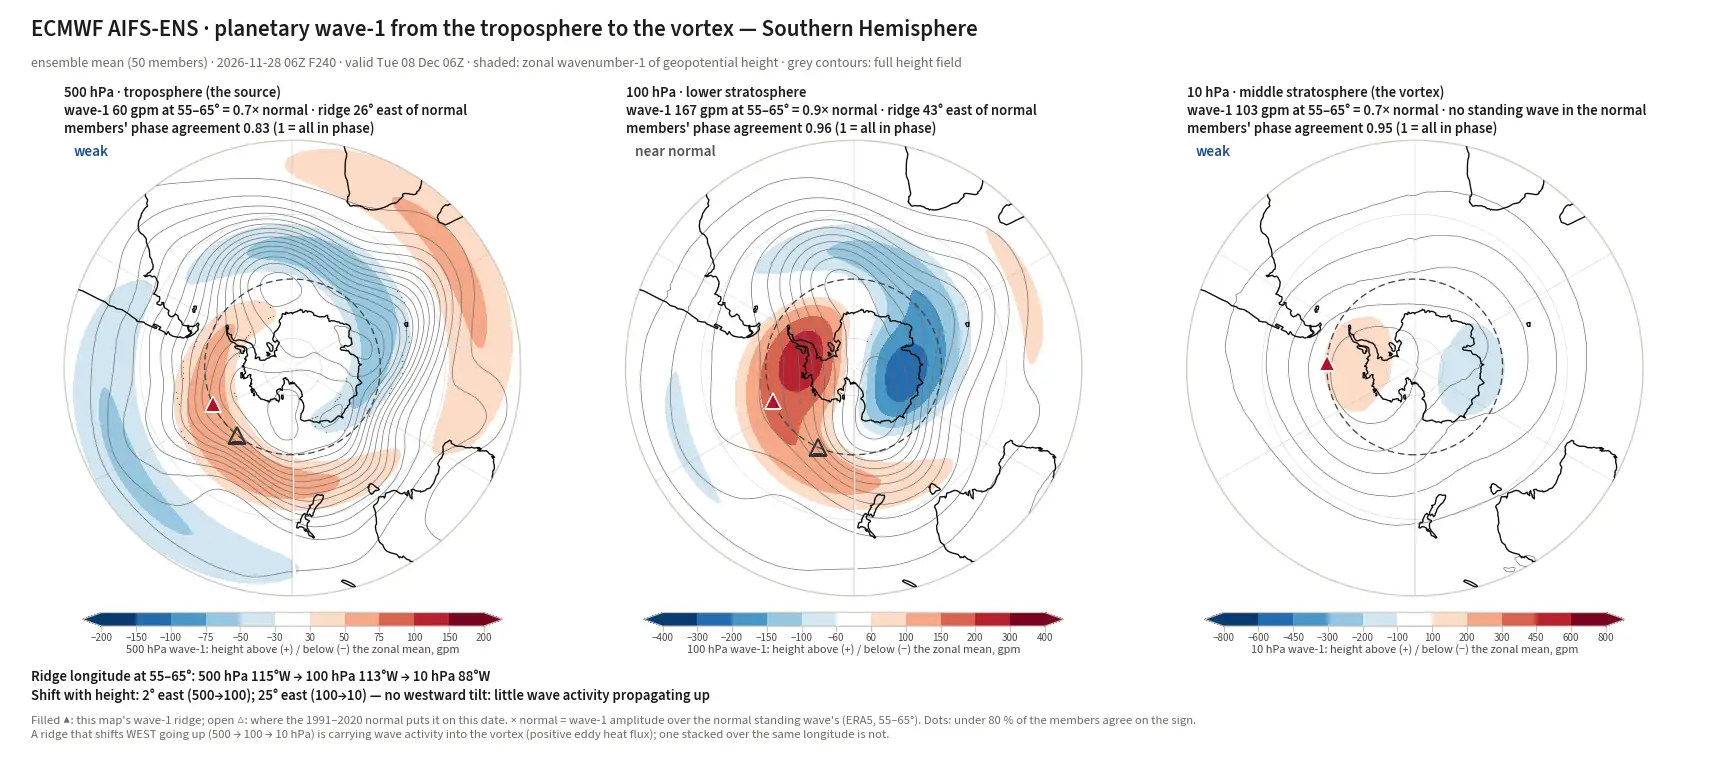 ECMWF AIFS-ENS · planetary wave-1 from the troposphere to the vortex — Southern Hemisphere
ensemble mean (50 members) · 2026-11-28 06Z F240 · valid Tue 08 Dec 06Z · shaded: zonal wavenumber-1 of geopotential height · grey contours: full height field
500 hPa · troposphere (the source)
wave-1 60 gpm at 55–65° = 0.7× normal · ridge 26° east of normal
members' phase agreement 0.83 (1 = all in phase)
weak
100 hPa · lower stratosphere
wave-1 167 gpm at 55–65° = 0.9× normal · ridge 43° east of normal
members' phase agreement 0.96 (1 = all in phase)
near normal
10 hPa · middle stratosphere (the vortex)
wave-1 103 gpm at 55–65° = 0.7× normal · no standing wave in the normal
members' phase agreement 0.95 (1 = all in phase)
weak
−200 −150 −100 −75 −50 −30 30 50 75 100 150 200
500 hPa wave-1: height above (+) / below (−) the zonal mean, gpm
−400 −300 −200 −150 −100 −60 60 100 150 200 300 400
100 hPa wave-1: height above (+) / below (−) the zonal mean, gpm
−800 −600 −450 −300 −200 −100 100 200 300 450 600 800
10 hPa wave-1: height above (+) / below (−) the zonal mean, gpm
Ridge longitude at 55–65°: 500 hPa 115°W → 100 hPa 113°W → 10 hPa 88°W
Shift with height: 2° east (500→100); 25° east (100→10) — no westward tilt: little wave activity propagating up
Filled ▲: this map's wave-1 ridge; open △: where the 1991–2020 normal puts it on this date. × normal = wave-1 amplitude over the normal standing wave's (ERA5, 55–65°). Dots: under 80 % of the members agree on the sign.
A ridge that shifts WEST going up (500 → 100 → 10 hPa) is carrying wave activity into the vortex (positive eddy heat flux); one stacked over the same longitude is not.